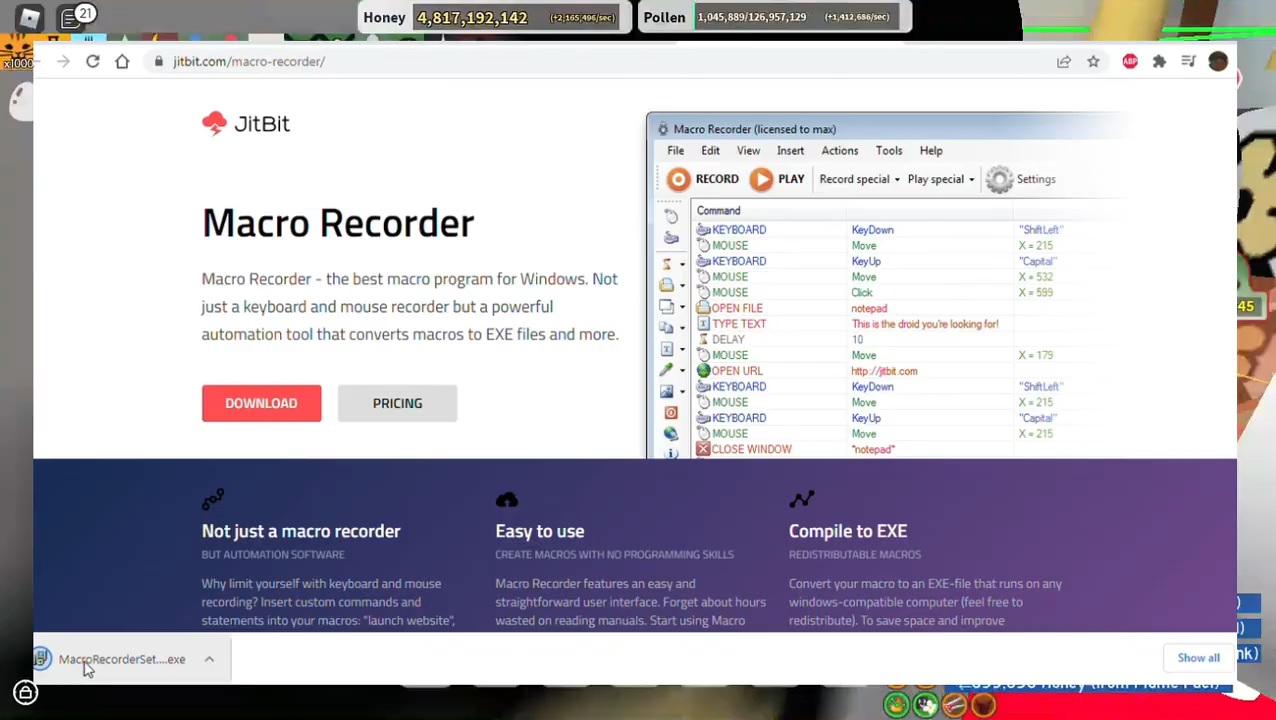 21
Honey 4,817,192,142 (+2,165,496/sec)
Pollen 1,045,889/126,957,129 (+1,412,686/sec)
x1000
jitbit.com/macro-recorder/
ABP
JitBit
Macro Recorder
Macro Recorder - the best macro program for Windows. Not
just a keyboard and mouse recorder but a powerful
automation tool that converts macros to EXE files and more.
DOWNLOAD PRICING
Macro Recorder (licensed to max)
File Edit View Insert Actions Tools Help
RECORD PLAY Record special Play special Settings
Command
KEYBOARD KeyDown "ShiftLeft"
MOUSE Move X = 215
KEYBOARD KeyUp "Capital"
MOUSE Move X = 532
MOUSE Click X = 599
OPEN FILE notepad
TYPE TEXT This is the droid you're looking for!
DELAY 10
MOUSE Move X = 179
OPEN URL http://jitbit.com
KEYBOARD KeyDown "ShiftLeft"
MOUSE Move X = 215
KEYBOARD KeyUp "Capital"
MOUSE Move X = 215
CLOSE WINDOW "notepad"
45
Not just a macro recorder
BUT AUTOMATION SOFTWARE
Why limit yourself with keyboard and mouse
recording? Insert custom commands and
statements into your macros: "launch website",
Easy to use
CREATE MACROS WITH NO PROGRAMMING SKILLS
Macro Recorder features an easy and
straightforward user interface. Forget about hours
wasted on reading manuals. Start using Macro
Compile to EXE
REDISTRIBUTABLE MACROS
Convert your macro to an EXE-file that runs on any
windows-compatible computer (feel free to
redistribute). To save space and improve
MacroRecorderSet....exe
Show all
nk)